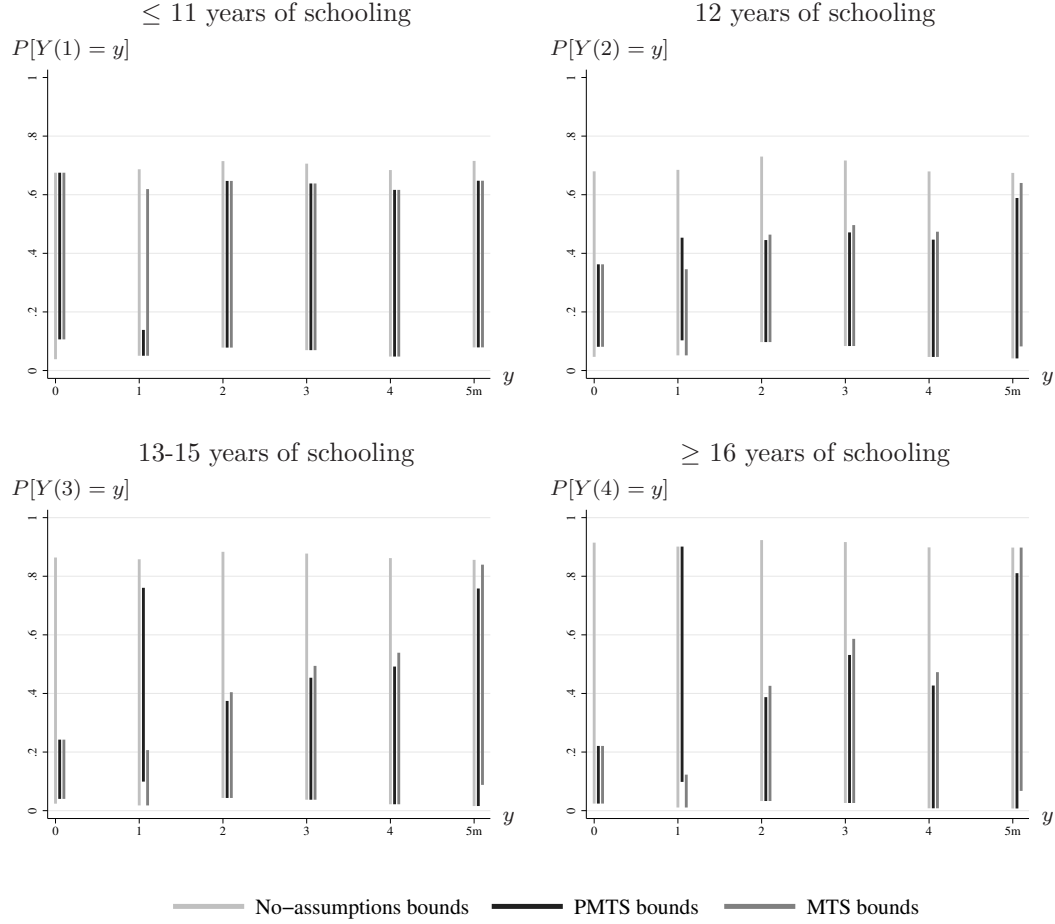 ≤ 11 years of schooling
P[Y(1) = y]
1
.8
.6
.4
.2
0
0 1 2 3 4 5m y
12 years of schooling
P[Y(2) = y]
1
.8
.6
.4
.2
0
0 1 2 3 4 5m y
13-15 years of schooling
P[Y(3) = y]
1
.8
.6
.4
.2
0
0 1 2 3 4 5m y
≥ 16 years of schooling
P[Y(4) = y]
1
.8
.6
.4
.2
0
0 1 2 3 4 5m y
No−assumptions bounds PMTS bounds MTS bounds